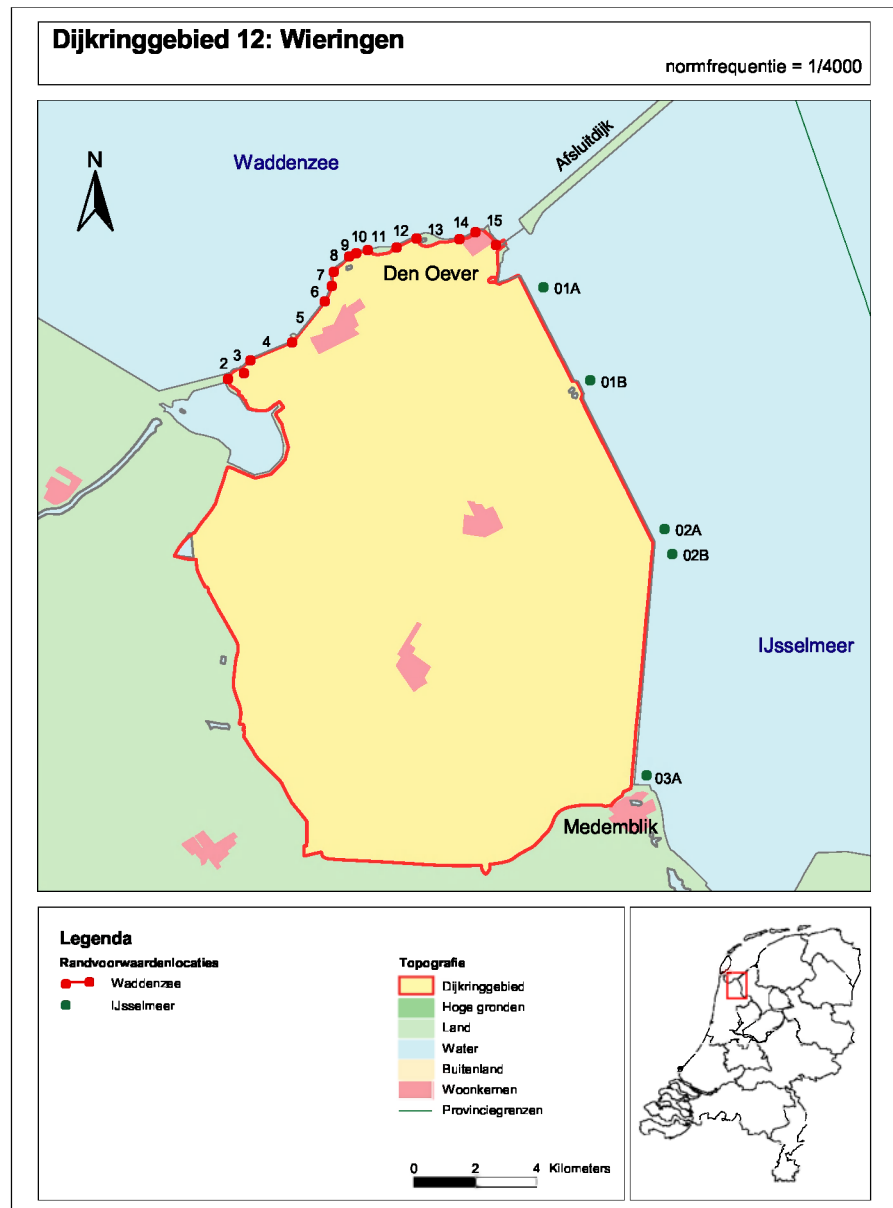 Dijkringgebied 12: Wieringen
normfrequentie = 1/4000
Afsluitdijk
Waddenzee
N
15
14
13
12
11
10
9
8
7
6
5
4
3
2
Den Oever
01A
01B
02A
02B
IJsselmeer
03A
Medemblik
Legenda
Randvoorwaardenlocaties
Waddenzee
IJsselmeer
Topografie
Dijkringgebied
Hoge gronden
Land
Water
Buitenland
Woonkernen
Provinciegrenzen
0 2 4 Kilometers